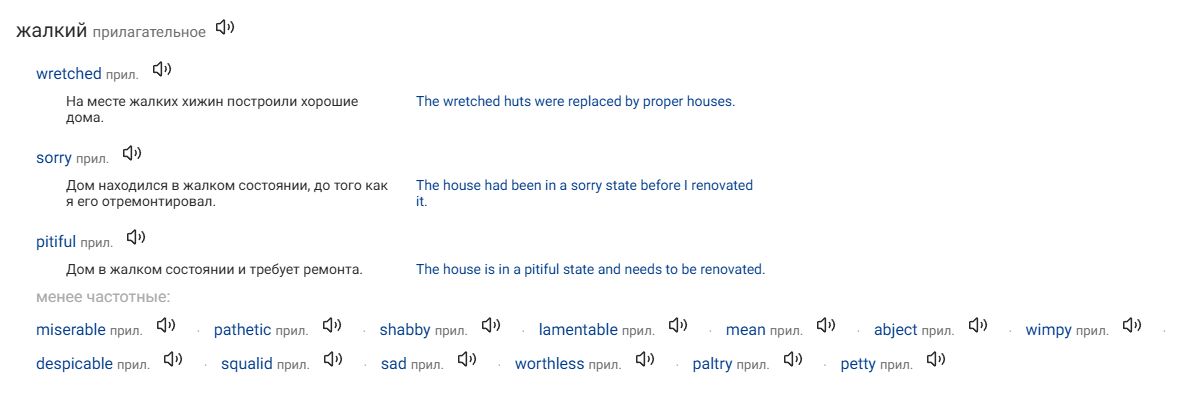 жалкий прилагательное
wretched прил.
На месте жалких хижин построили хорошие The wretched huts were replaced by proper houses.
дома.
sorry прил.
Дом находился в жалком состоянии, до того как The house had been in a sorry state before I renovated
я его отремонтировал. it.
pitiful прил.
Дом в жалком состоянии и требует ремонта. The house is in a pitiful state and needs to be renovated.
менее частотные:
miserable прил. · pathetic прил. · shabby прил. · lamentable прил. · mean прил. · abject прил. · wimpy прил. ·
despicable прил. · squalid прил. · sad прил. · worthless прил. · paltry прил. · petty прил.